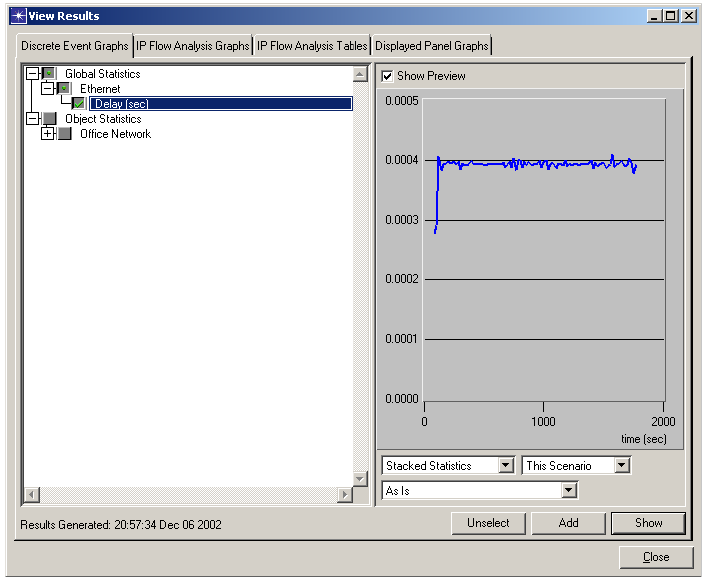 View Results
Discrete Event Graphs IP Flow Analysis Graphs IP Flow Analysis Tables Displayed Panel Graphs
Global Statistics
Ethernet
Delay (sec)
Object Statistics
Office Network
Show Preview
0.0005
0.0004
0.0003
0.0002
0.0001
0.0000
0 1000 2000
time (sec)
Stacked Statistics This Scenario
As Is
Results Generated: 20:57:34 Dec 06 2002
Unselect Add Show
Close